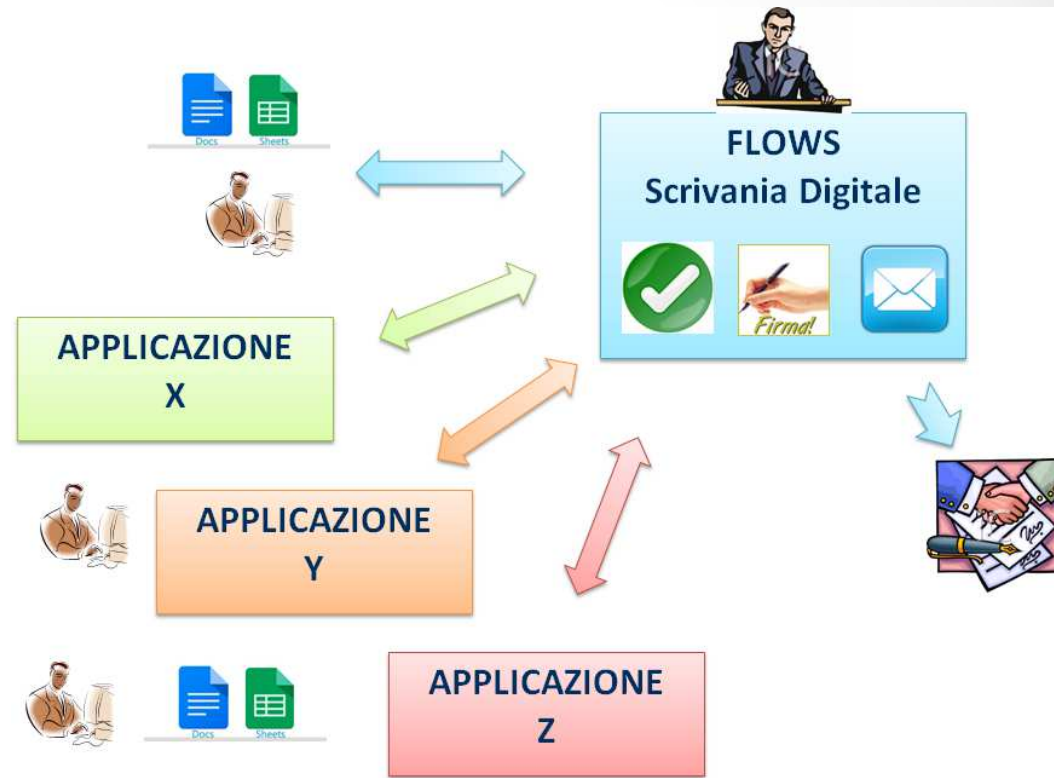 FLOWS
Scrivania Digitale
Docs Sheets
Firma!
APPLICAZIONE
X
APPLICAZIONE
Y
APPLICAZIONE
Z
Docs Sheets